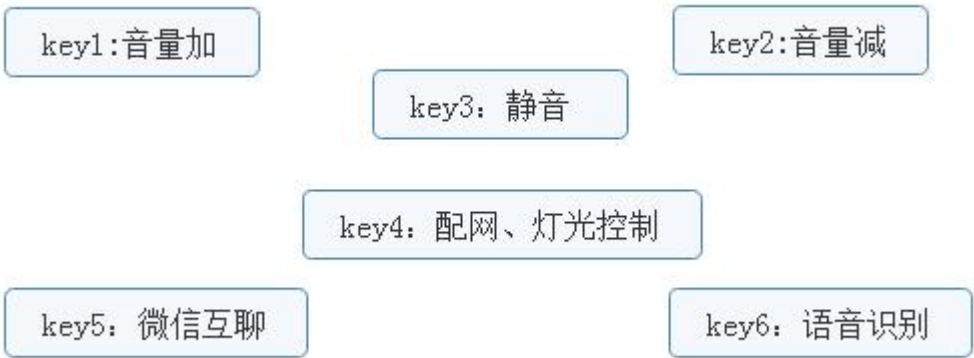 key1:音量加
key2:音量减
key3: 静音
key4: 配网、灯光控制
key5: 微信互聊
key6: 语音识别